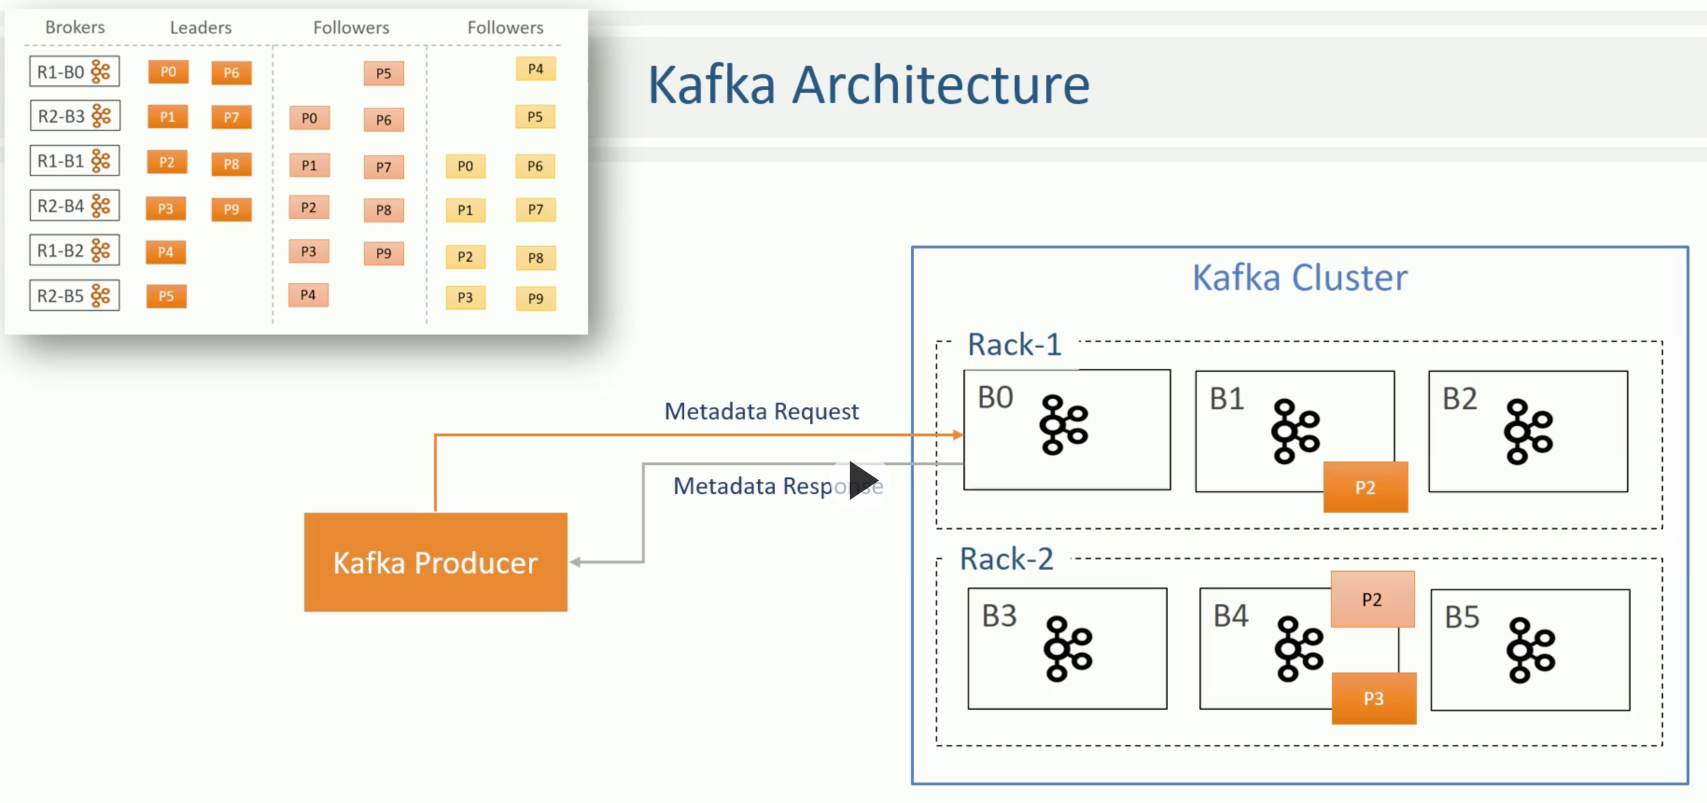 Brokers Leaders Followers Followers
R1-B0 P0 P6 P5 P4
R2-B3 P1 P7 P0 P6 P5
R1-B1 P2 P8 P1 P7 P0 P6
R2-B4 P3 P9 P2 P8 P1 P7
R1-B2 P4 P3 P9 P2 P8
R2-B5 P5 P4 P3 P9
Kafka Architecture
Kafka Cluster
Rack-1
B0 B1 B2
P2
Metadata Request
Metadata Response
Kafka Producer
Rack-2
B3 B4 B5
P2
P3